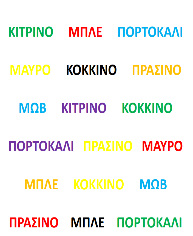 ΚΙΤΡΙΝΟ ΜΠΛΕ ΠΟΡΤΟΚΑΛΙ
ΜΑΥΡΟ ΚΟΚΚΙΝΟ ΠΡΑΣΙΝΟ
ΜΩΒ ΚΙΤΡΙΝΟ ΚΟΚΚΙΝΟ
ΠΟΡΤΟΚΑΛΙ ΠΡΑΣΙΝΟ ΜΑΥΡΟ
ΜΠΛΕ ΚΟΚΚΙΝΟ ΜΩΒ
ΠΡΑΣΙΝΟ ΜΠΛΕ ΠΟΡΤΟΚΑΛΙ